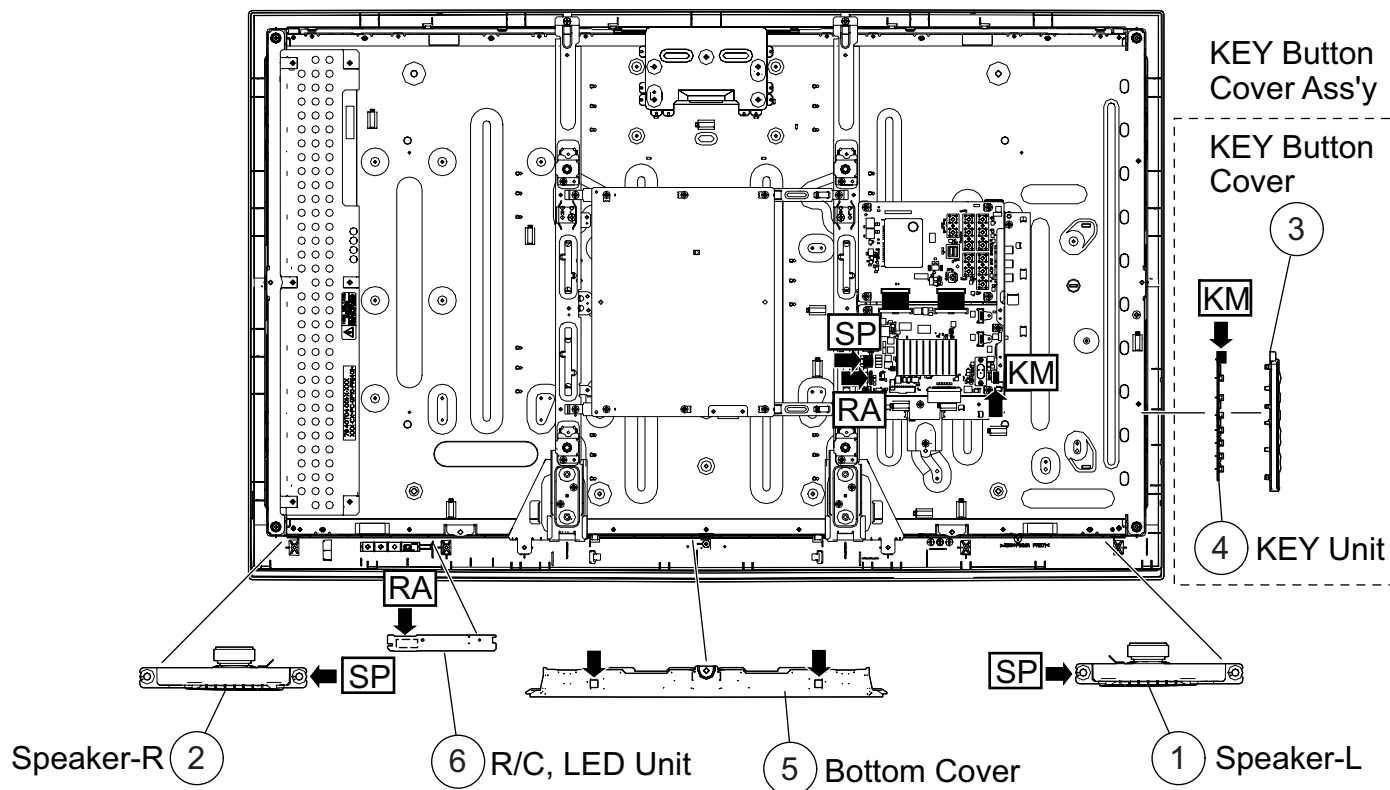 KEY Button
Cover Ass'y
KEY Button
Cover
3
KM
SP
KM
RA
4 KEY Unit
RA
SP
SP
Speaker-R 2
6 R/C, LED Unit
5 Bottom Cover
1 Speaker-L